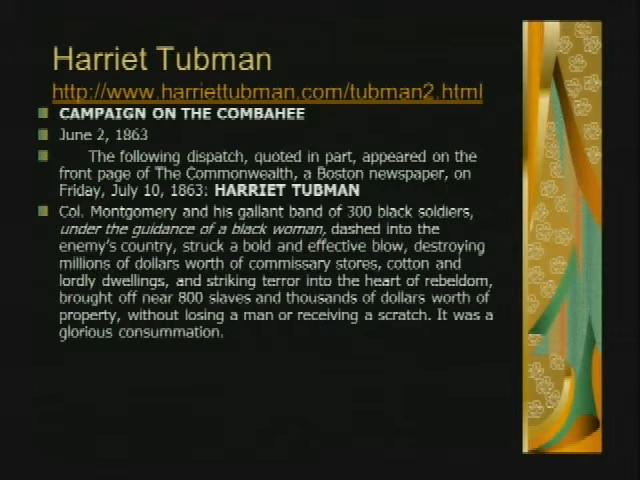 Harriet Tubman
http://www.harriettubman.com/tubman2.html
CAMPAIGN ON THE COMBAHEE
June 2, 1863
The following dispatch, quoted in part, appeared on the
front page of The Commonwealth, a Boston newspaper, on
Friday, July 10, 1863: HARRIET TUBMAN
Col. Montgomery and his gallant band of 300 black soldiers,
under the guidance of a black woman, dashed into the
enemy's country, struck a bold and effective blow, destroying
millions of dollars worth of commissary stores, cotton and
lordly dwellings, and striking terror into the heart of rebeldom,
brought off near 800 slaves and thousands of dollars worth of
property, without losing a man or receiving a scratch. It was a
glorious consummation.